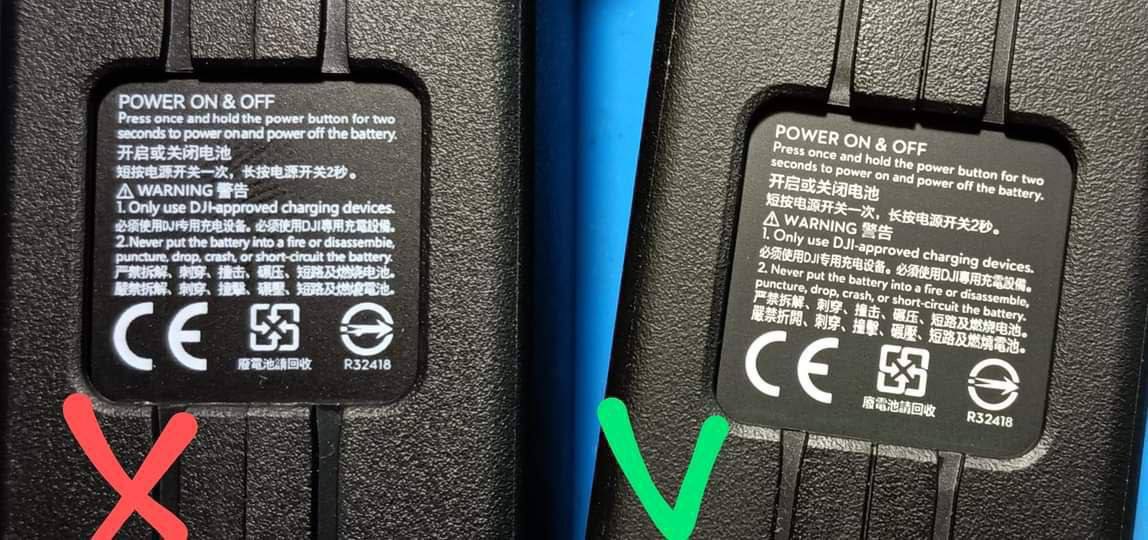 POWER ON & OFF
Press once and hold the power button for two
seconds to power on and power off the battery.
开启或关闭电池
短按电源开关一次，长按电源开关2秒。
WARNING 警告
1. Only use DJI-approved charging devices.
必须使用DJI专用充电设备。必須使用DJI專用充電設備。
2.Never put the battery into a fire or disassemble,
puncture, drop, crash, or short-circuit the battery.
严禁拆解、刺穿、撞击、碾压、短路及燃烧电池。
嚴禁拆解、刺穿、撞擊、碾壓、短路及燃燒電池。
CE
廢電池請回收
R32418
POWER ON & OFF
Press once and hold the power button for two
seconds to power on and power off the battery.
开启或关闭电池
短按电源开关一次，长按电源开关2秒。
WARNING 警告
1. Only use DJI-approved charging devices.
必须使用DJI专用充电设备。必須使用DJI專用充電設備。
2. Never put the battery into a fire or disassemble,
puncture, drop, crash, or short-circuit the battery.
严禁拆解、刺穿、撞击、碾压、短路及燃烧电池。
嚴禁拆開、刺穿、撞擊、碾壓、短路及燃燒電池。
CE
廢電池請回收
R32418